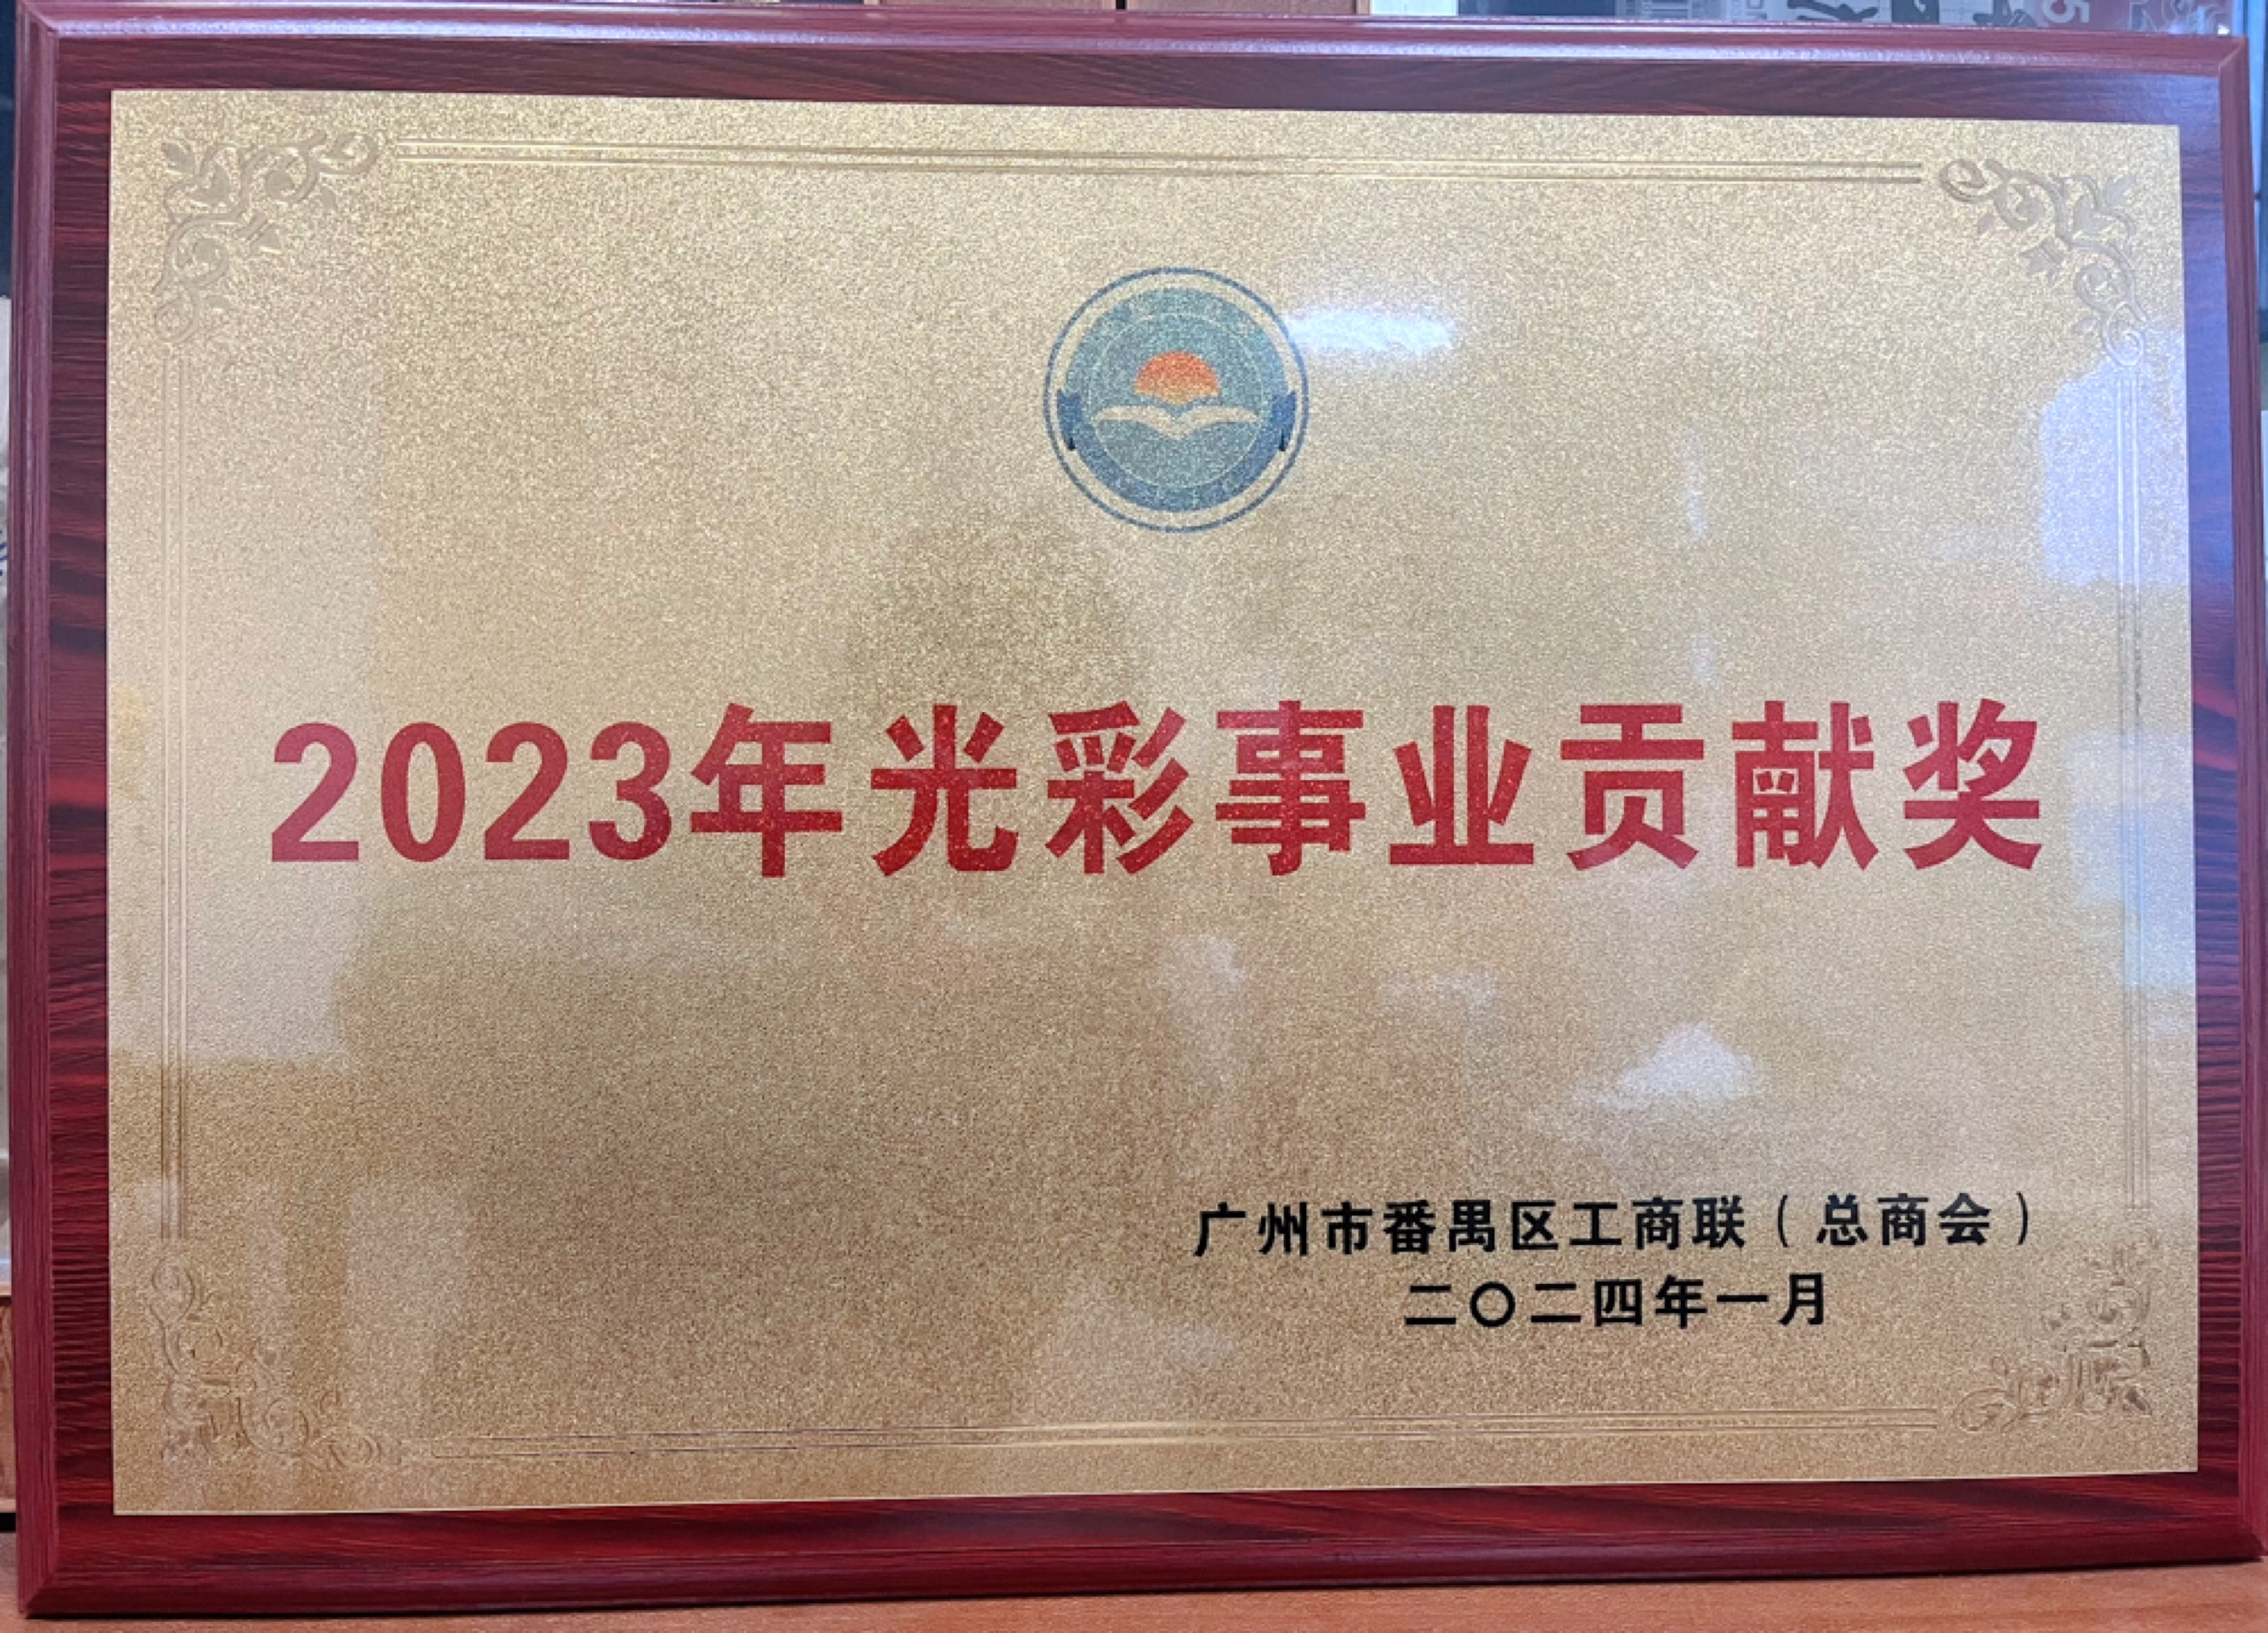 2023年光彩事业贡献奖
广州市番禺区工商联（总商会）
二〇二四年一月